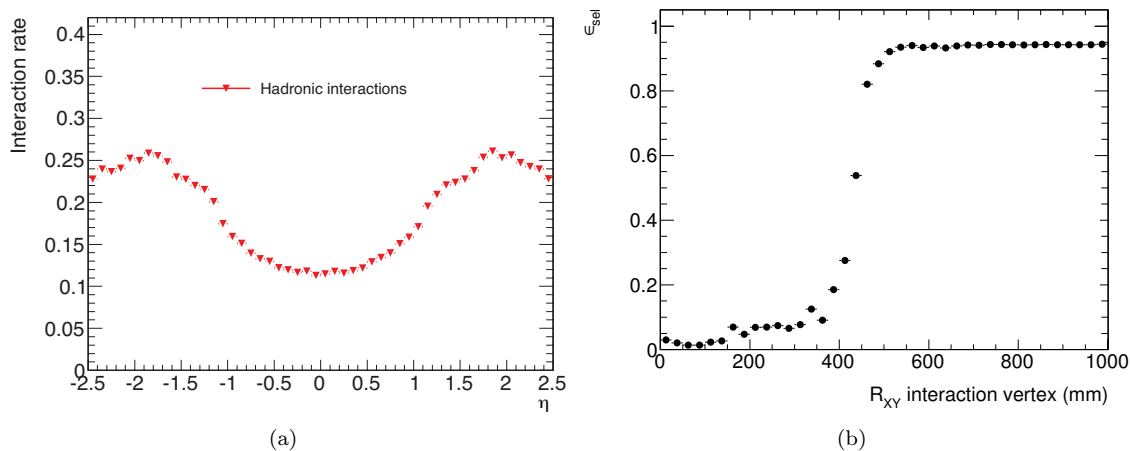 Interaction rate
0.4
0.35
0.3
0.25
0.2
0.15
0.1
0.05
0
Hadronic interactions
-2.5 -2 -1.5 -1 -0.5 0 0.5 1 1.5 2 2.5
η
(a)
ϵsel
1
0.8
0.6
0.4
0.2
0
0 200 400 600 800 1000
RXY interaction vertex (mm)
(b)